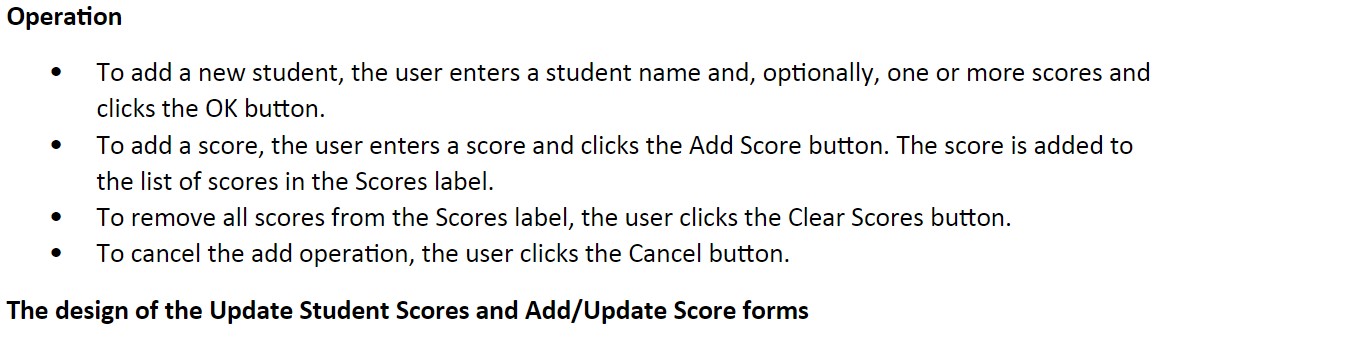 Operation
• To add a new student, the user enters a student name and, optionally, one or more scores and
clicks the OK button.
• To add a score, the user enters a score and clicks the Add Score button. The score is added to
the list of scores in the Scores label.
• To remove all scores from the Scores label, the user clicks the Clear Scores button.
• To cancel the add operation, the user clicks the Cancel button.
The design of the Update Student Scores and Add/Update Score forms